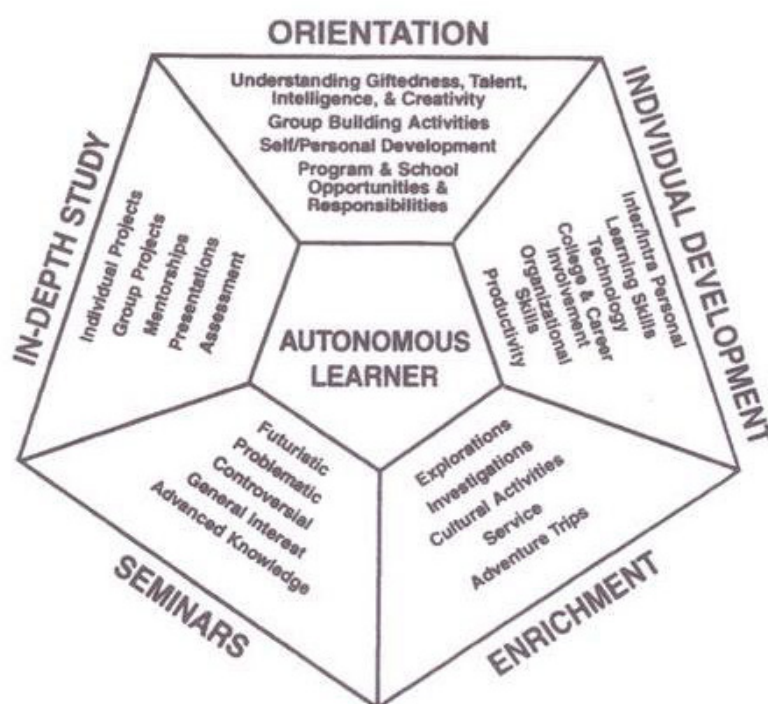 ORIENTATION
Understanding Giftedness, Talent,
Intelligence, & Creativity
Group Building Activities
Self/Personal Development
Program & School
Opportunities &
Responsibilities
INDIVIDUAL DEVELOPMENT
Inter/Intra Personal
Learning Skills
Technology
College & Career
Involvement
Organizational
Skills
Productivity
ENRICHMENT
Explorations
Investigations
Cultural Activities
Service
Adventure Trips
SEMINARS
Futuristic
Problematic
Controversial
General Interest
Advanced Knowledge
IN-DEPTH STUDY
Individual Projects
Group Projects
Mentorships
Presentations
Assessment
AUTONOMOUS
LEARNER